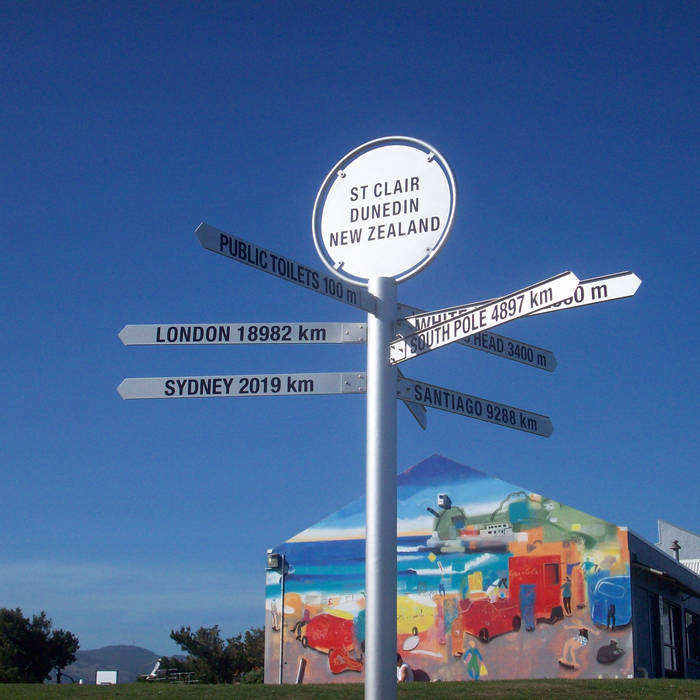 ST CLAIR
DUNEDIN
NEW ZEALAND
PUBLIC TOILETS 100 m
LONDON 18982 km
SYDNEY 2019 km
SOUTH POLE 4897 km
HEAD 3400 m
SANTIAGO 9288 km